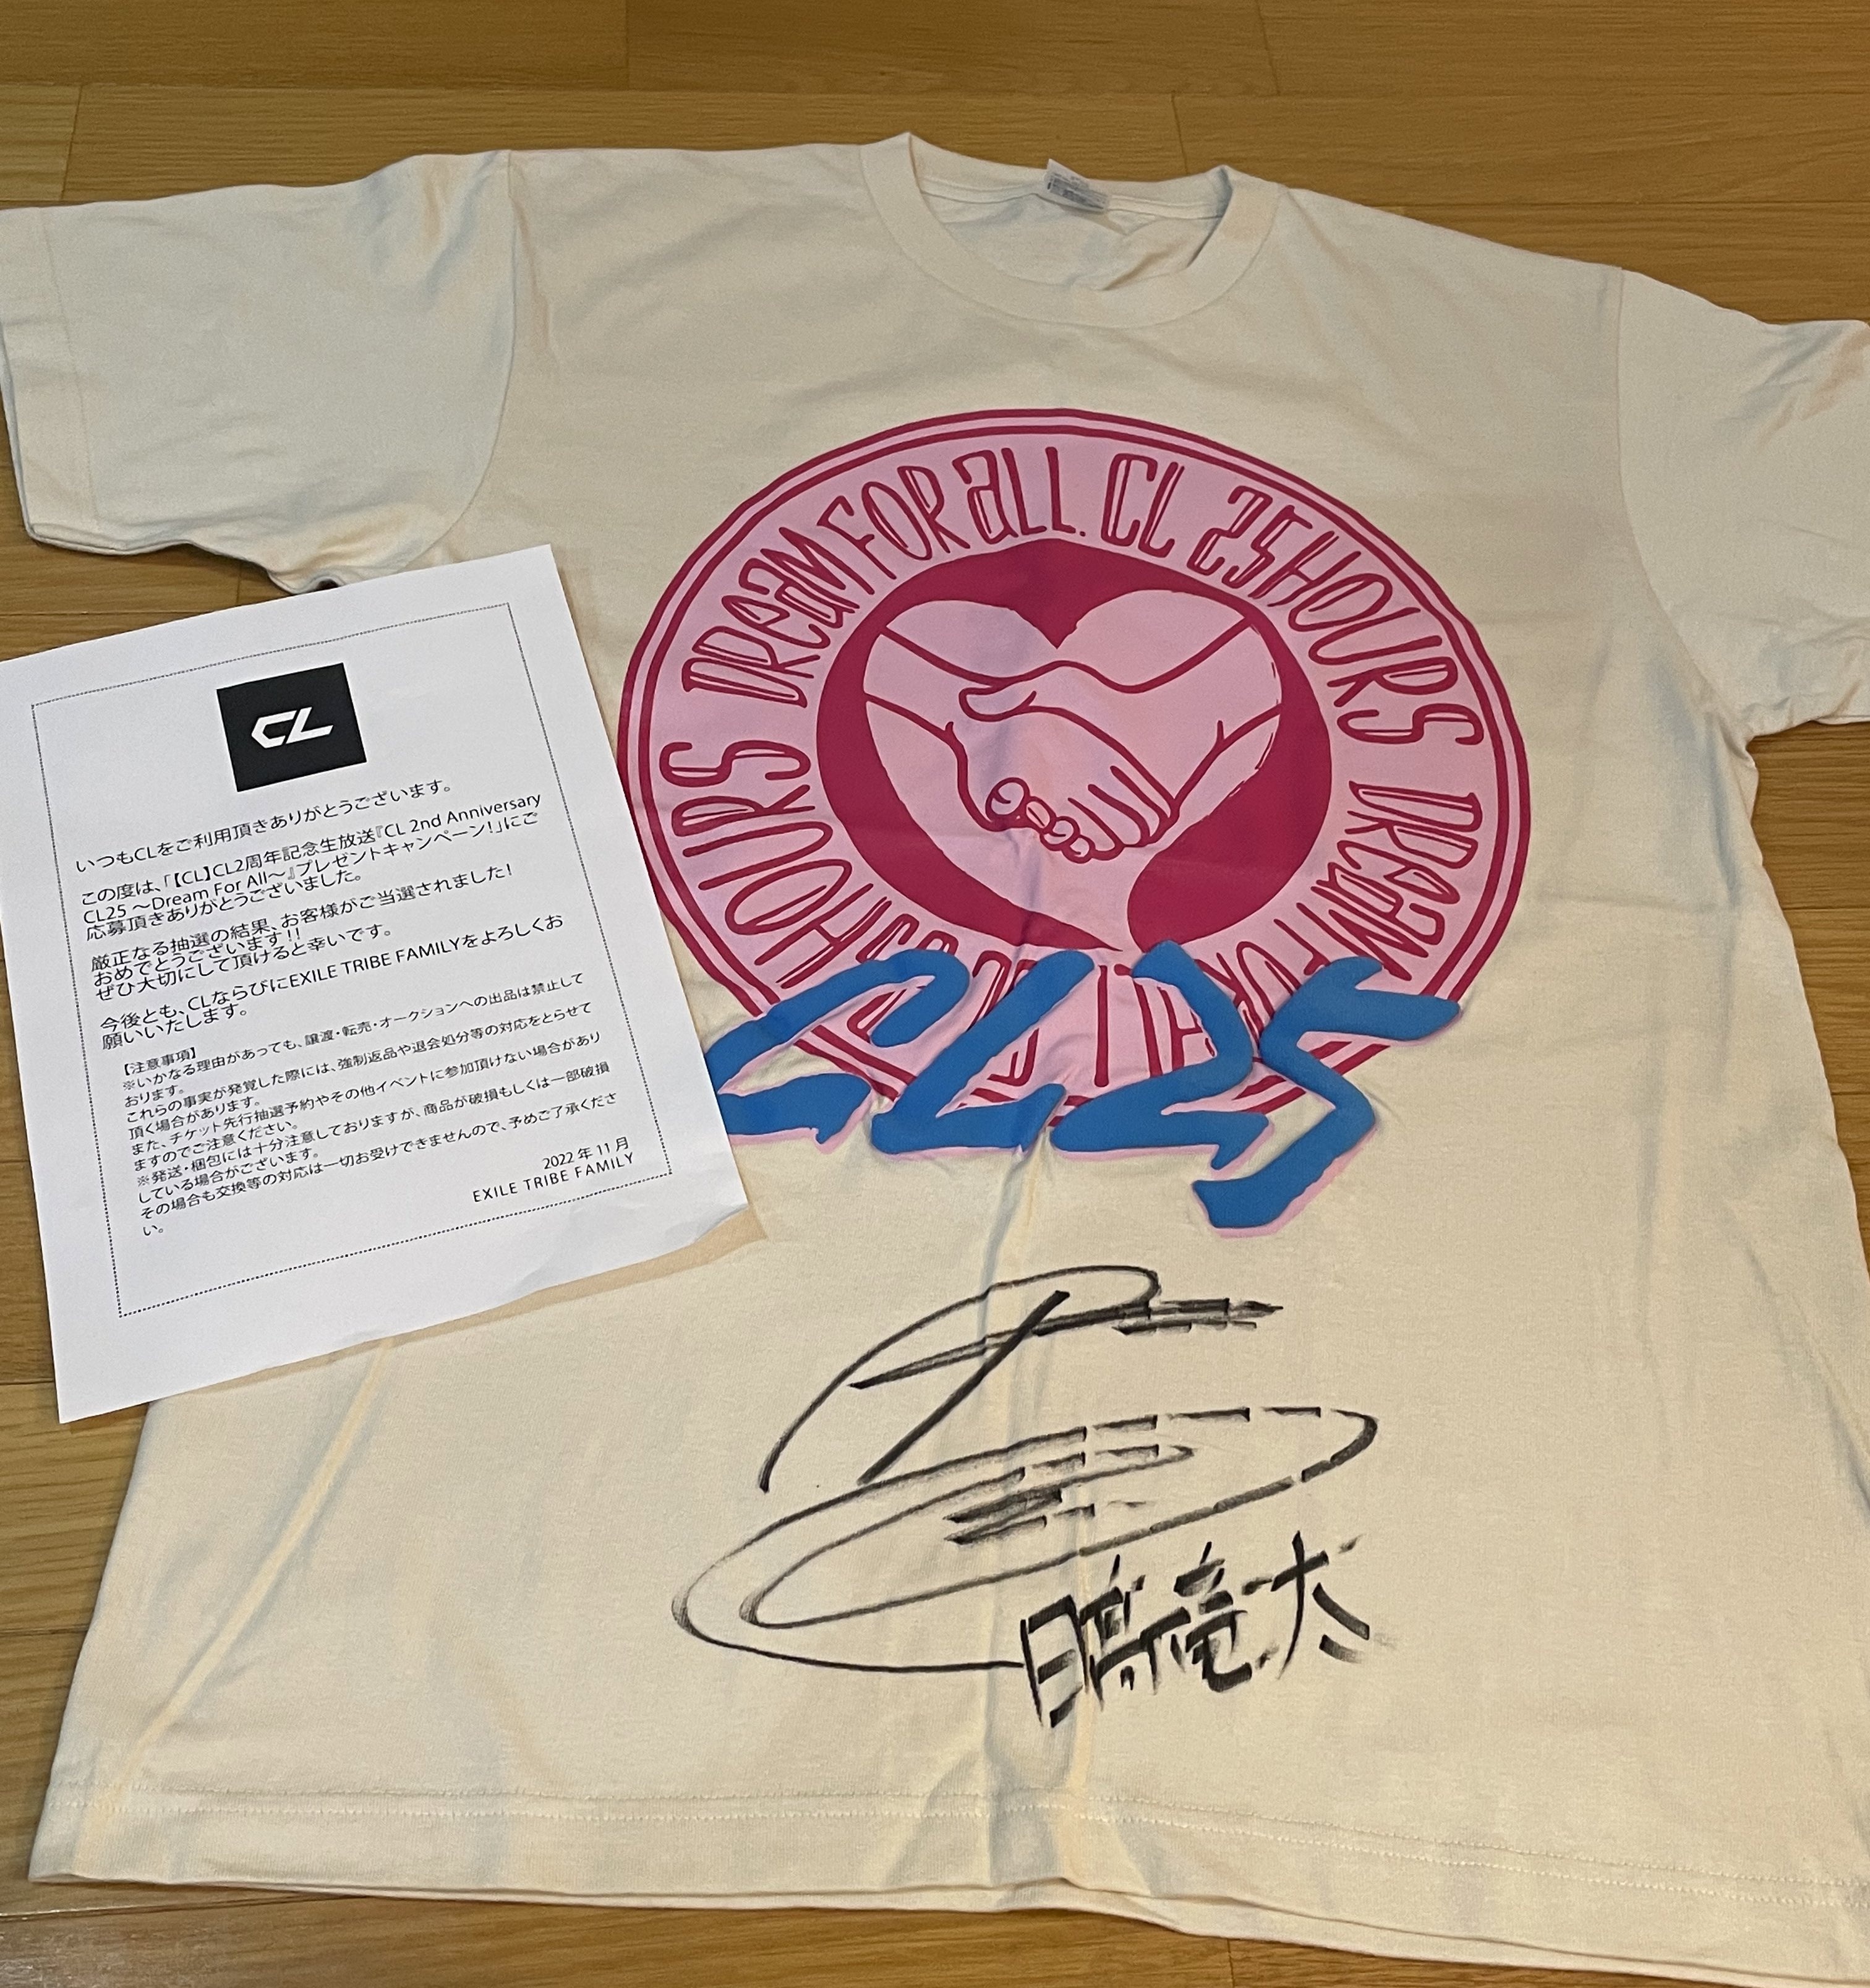 DREAM FOR ALL. CL 25HOURS DREAM FOR ALL. CL 25HOURS
CL25
CL
いつもCLをご利用頂きありがとうございます。
この度は、「【CL】CL2周年記念生放送『CL 2nd Anniversary
CL25 ～Dream For All～』プレゼントキャンペーン!」にご
応募頂きありがとうございました。
厳正なる抽選の結果、お客様がご当選されました!
おめでとうございます!!
ぜひ大切にして頂けると幸いです。
今後とも、CLならびにEXILE TRIBE FAMILYをよろしくお
願いいたします。
【注意事項】
※いかなる理由があっても、譲渡・転売・オークションへの出品は禁止して
おります。
これらの事実が発覚した際には、強制返品や退会処分等の対応をとらせて
頂く場合があります。
また、チケット先行抽選予約やその他イベントに参加頂けない場合があり
ますのでご注意ください。
※発送・梱包には十分注意しておりますが、商品が破損もしくは一部破損
している場合がございます。
その場合も交換等の対応は一切お受けできませんので、予めご了承くださ
い。
2022年11月
EXILE TRIBE FAMILY
竜太